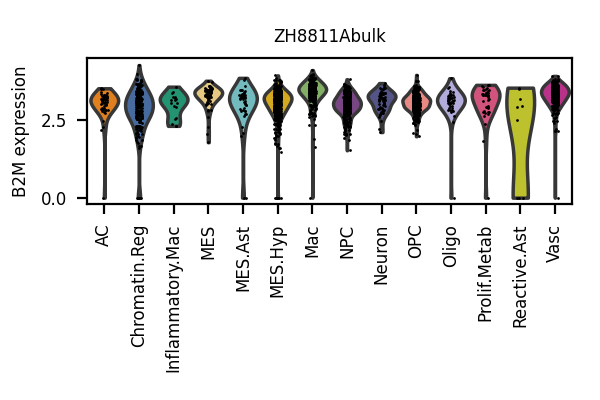 ZH8811Abulk
B2M expression
2.5
0.0
AC
Chromatin.Reg
Inflammatory.Mac
MES
MES.Ast
MES.Hyp
Mac
NPC
Neuron
OPC
Oligo
Prolif.Metab
Reactive.Ast
Vasc